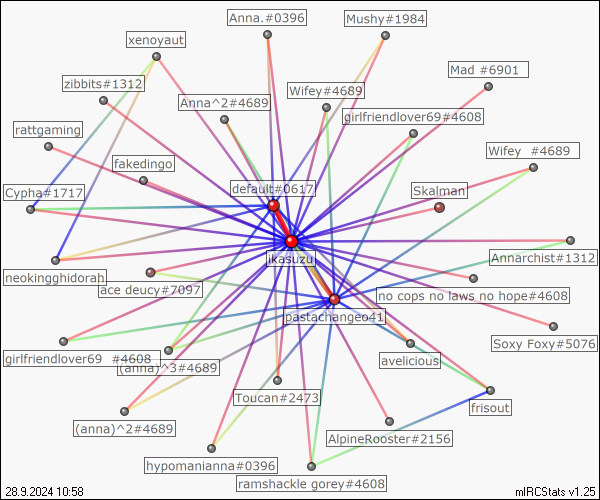 Anna.#0396
Mushy#1984
xenoyaut
Mad #6901
zibbits#1312
Wifey#4689
Anna^2#4689
girlfriendlover69#4608
rattgaming
Wifey  #4689
fakedingo
default#0617
Skalman
Cypha#1717
Annarchist#1312
ikasuzu
neokingghidorah
ace deucy#7097
no cops no laws no hope#4608
pastachangeo41
Soxy Foxy#5076
girlfriendlover69  #4608
(anna)^3#4689
avelicious
Toucan#2473
frisout
(anna)^2#4689
AlpineRooster#2156
hypomanianna#0396
ramshackle gorey#4608
28.9.2024 10:58
mIRCStats v1.25